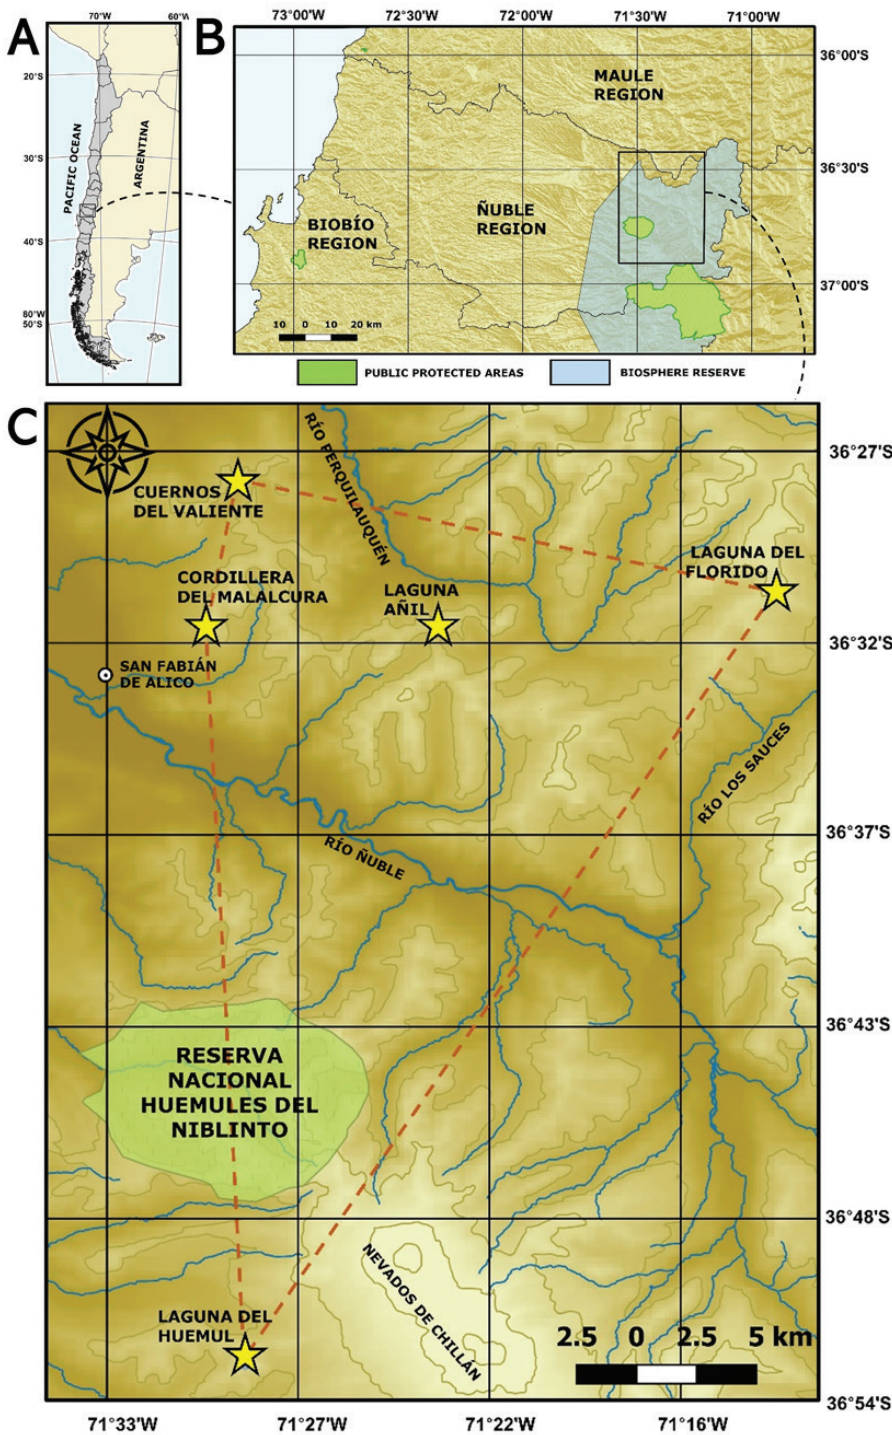 A
70°W
60°W
20°S
30°S
40°S
80°W
50°S
PACIFIC OCEAN
ARGENTINA
B
73°00'W
72°30'W
72°00'W
71°30'W
71°00'W
36°00'S
36°30'S
37°00'S
MAULE
REGION
ÑUBLE
REGION
BIOBÍO
REGION
10 0 10 20 km
PUBLIC PROTECTED AREAS
BIOSPHERE RESERVE
C
36°27'S
CUERNOS
DEL VALIENTE
RÍO PERQUILAUQUÉN
LAGUNA DEL
FLORIDO
CORDILLERA
DEL MALALCURA
LAGUNA
AÑIL
36°32'S
SAN FABIÁN
DE ALICO
RÍO LOS SAUCES
36°37'S
RÍO ÑUBLE
36°43'S
RESERVA
NACIONAL
HUEMULES DEL
NIBLINTO
36°48'S
NEVADOS DE CHILLÁN
LAGUNA DEL
HUEMUL
2.5 0 2.5 5 km
36°54'S
71°33'W
71°27'W
71°22'W
71°16'W